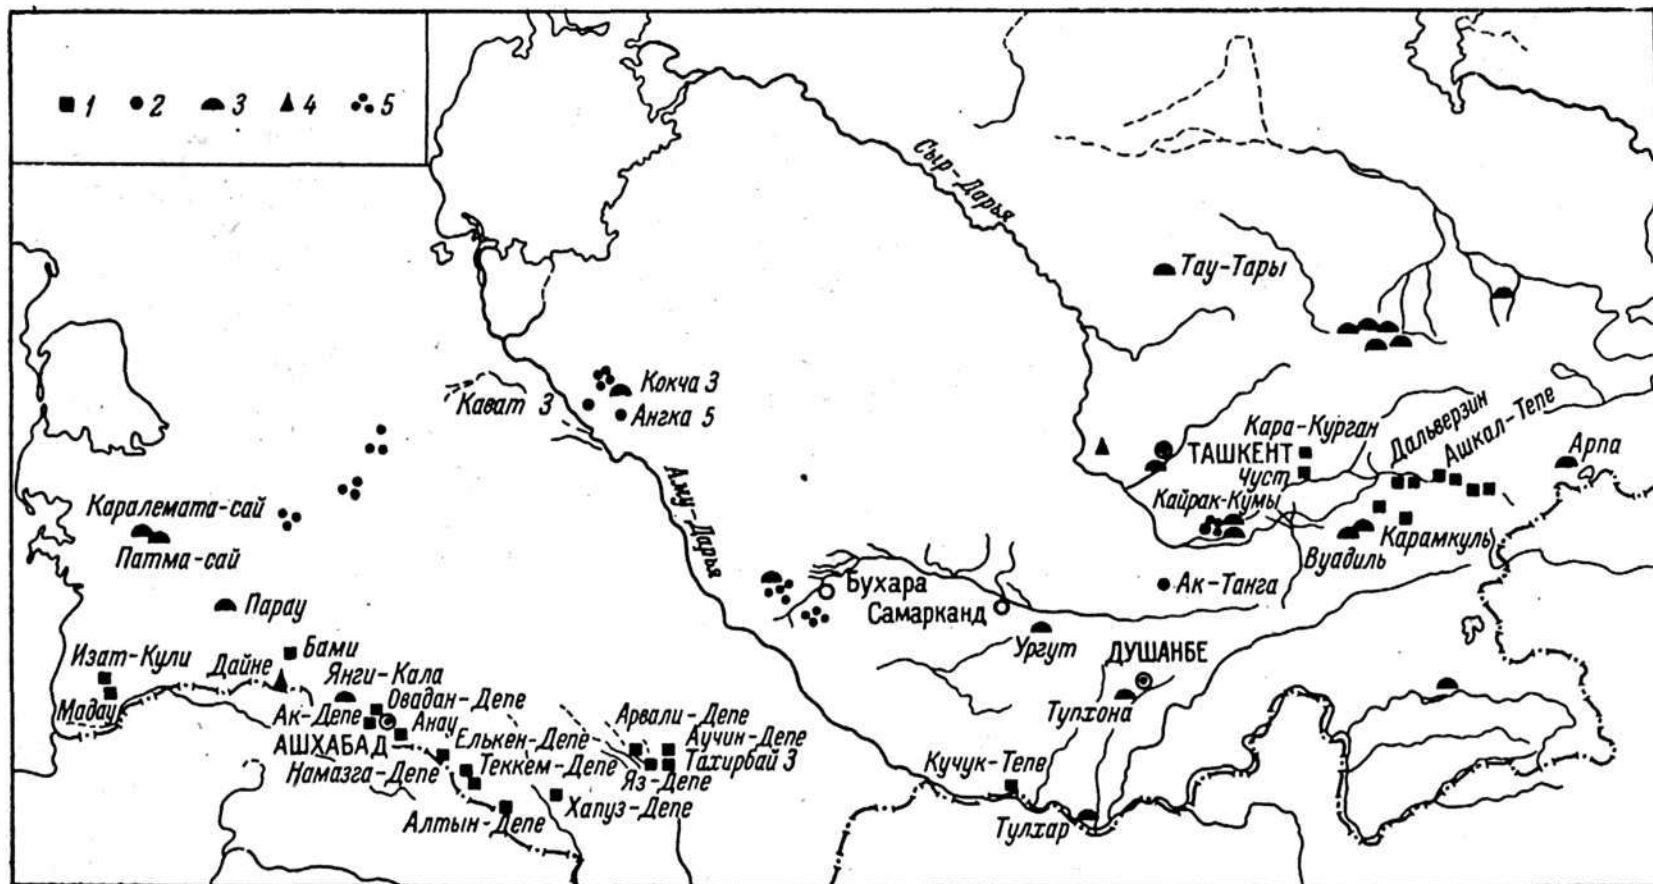 1 2 3 4 5
Сыр-Дарья
Тау-Тары
Кокча 3
Кават 3
Ангка 5
Дальверзин
Ашкал-Тепе
Кара-Курган
ТАШКЕНТ
Арпа
Чуст
Аму-Дарья
Кайрак-Кумы
Каралемата-сай
Карамкуль
Патма-сай
Вуадиль
Бухара
Ак-Танга
Парау
Самарканд
Ургут
Бами
ДУШАНБЕ
Изат-Кули
Дайне
Янги-Кала
Мадау
Овадан-Депе
Тупхона
Ак-Депе
Анау
Арвали-Депе
АШХАБАД
Елькен-Депе
Аучин-Депе
Намазга-Депе
Теккем-Депе
Тахирбай 3
Яз-Депе
Кучук-Тепе
Хапуз-Депе
Алтын-Депе
Тулхар